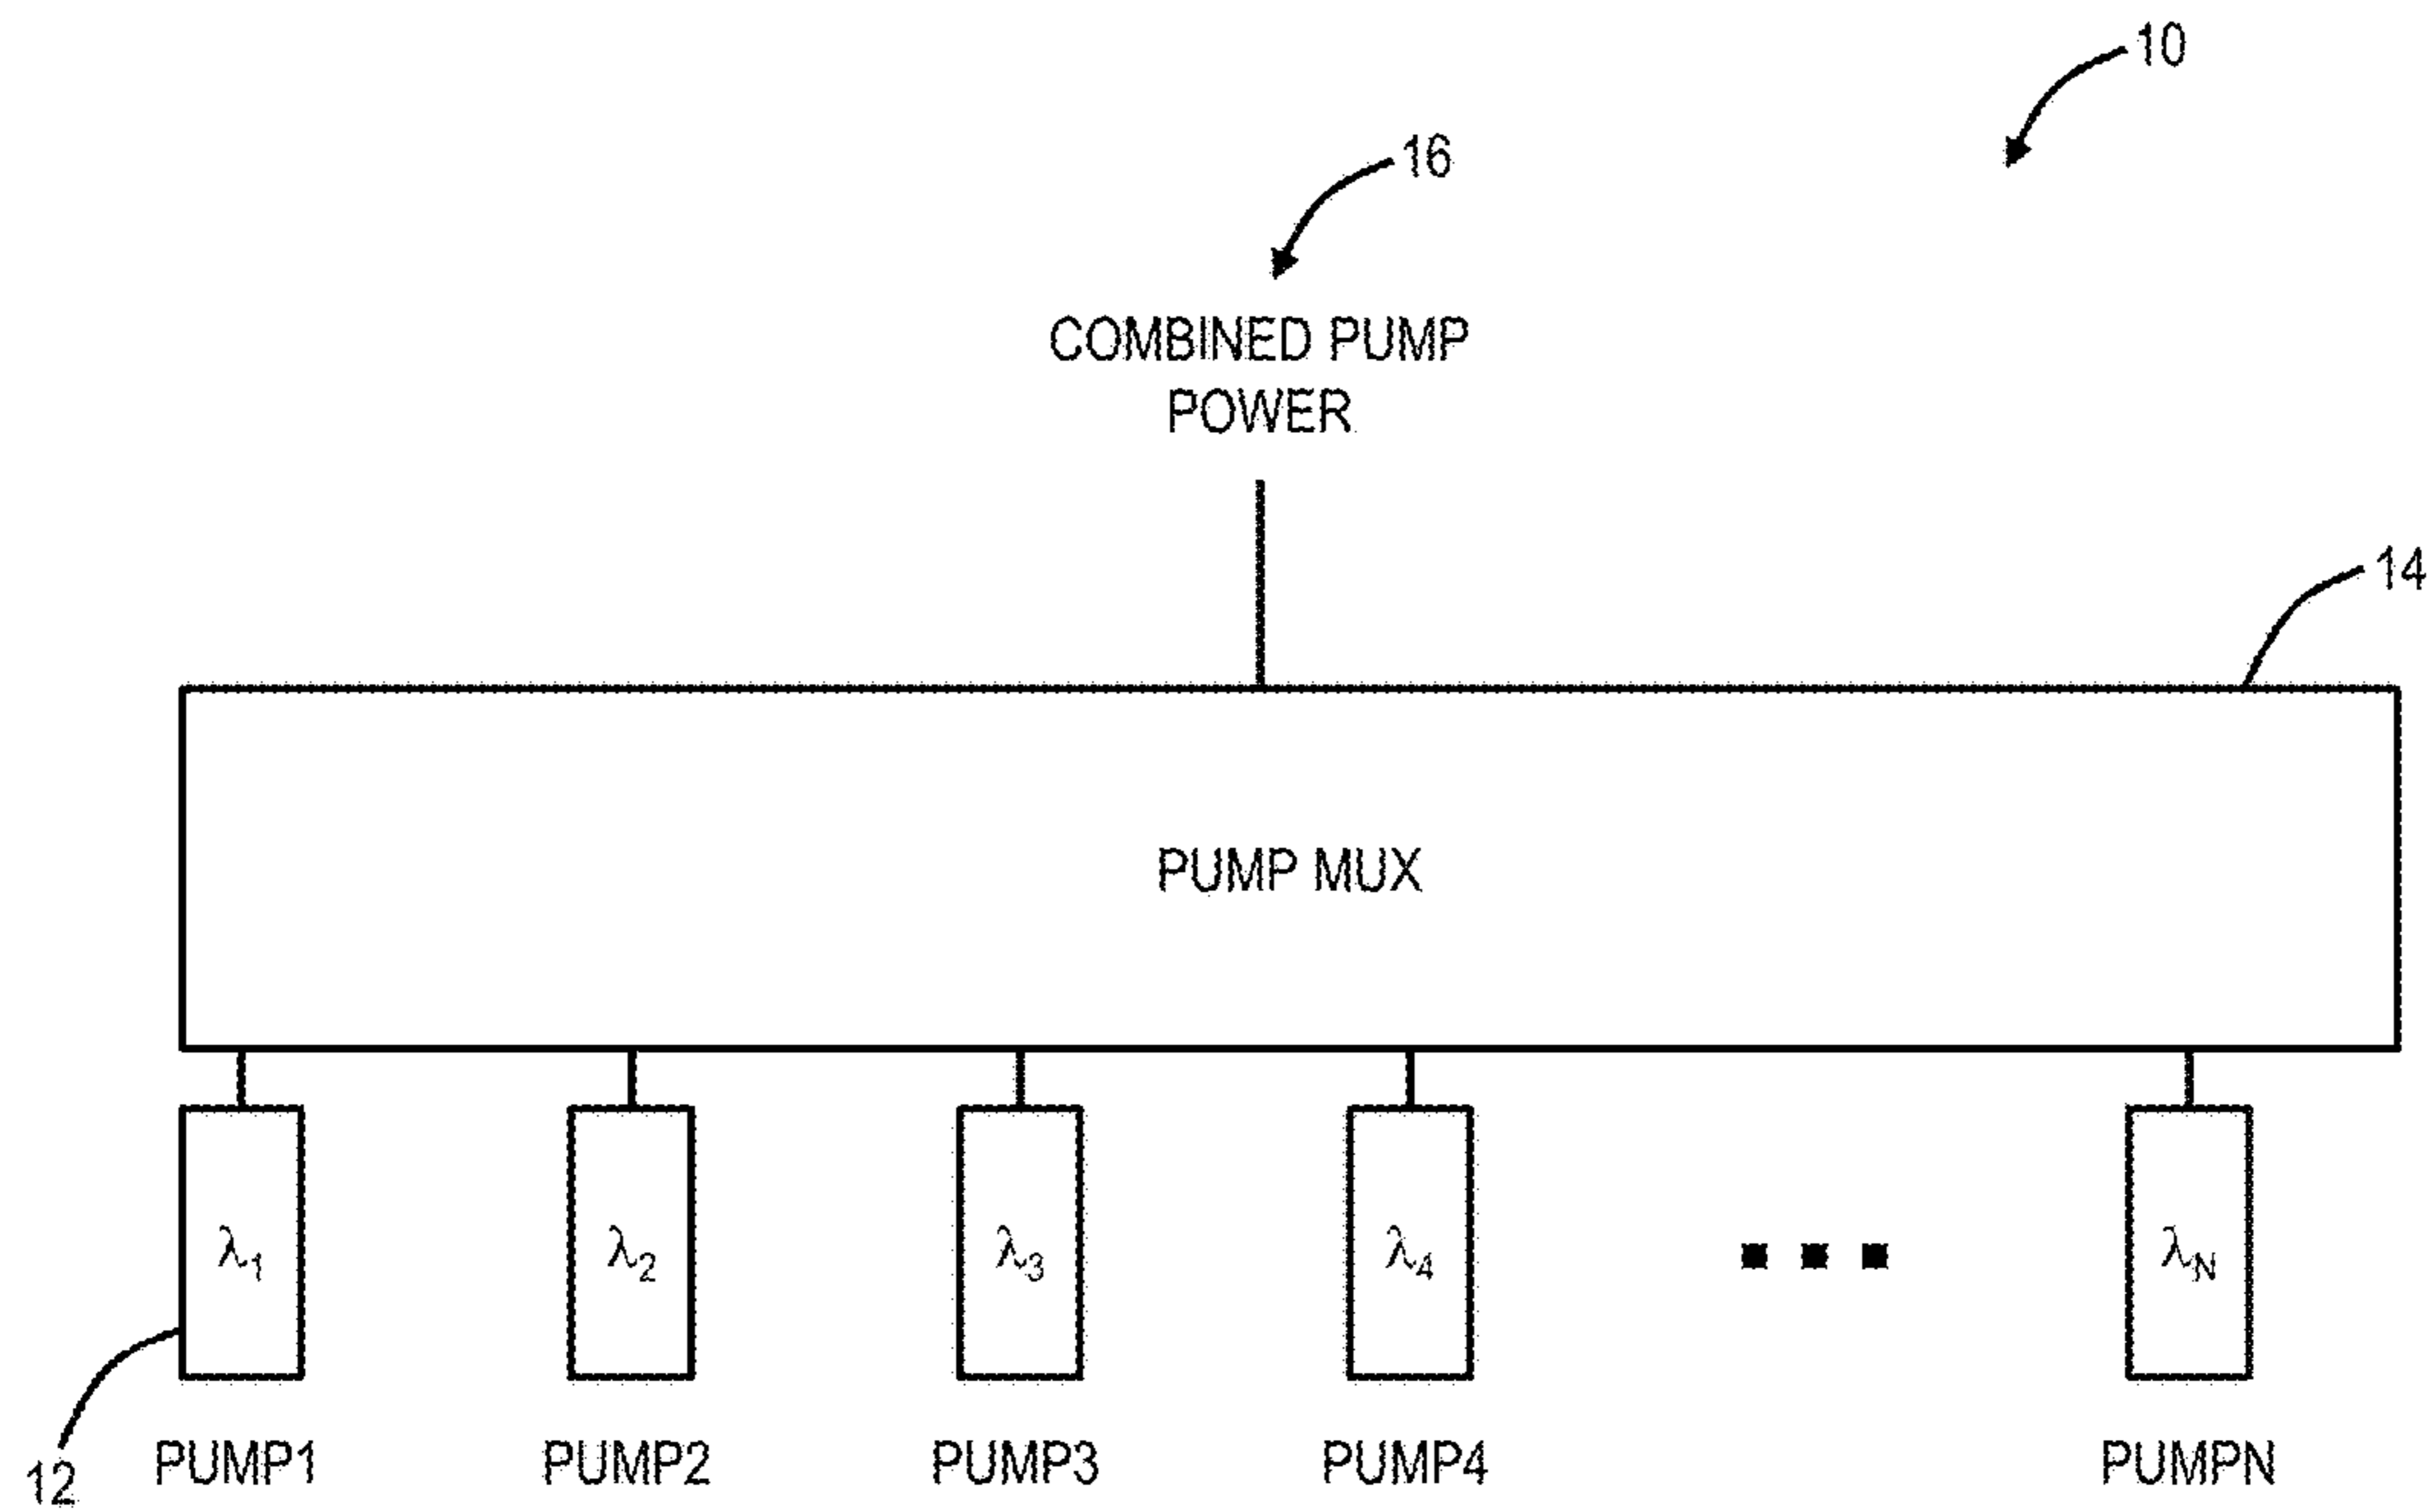 10
16
COMBINED PUMP
POWER
14
PUMP MUX
λ1 λ2 λ3 λ4 λN
12 PUMP1 PUMP2 PUMP3 PUMP4 PUMPN